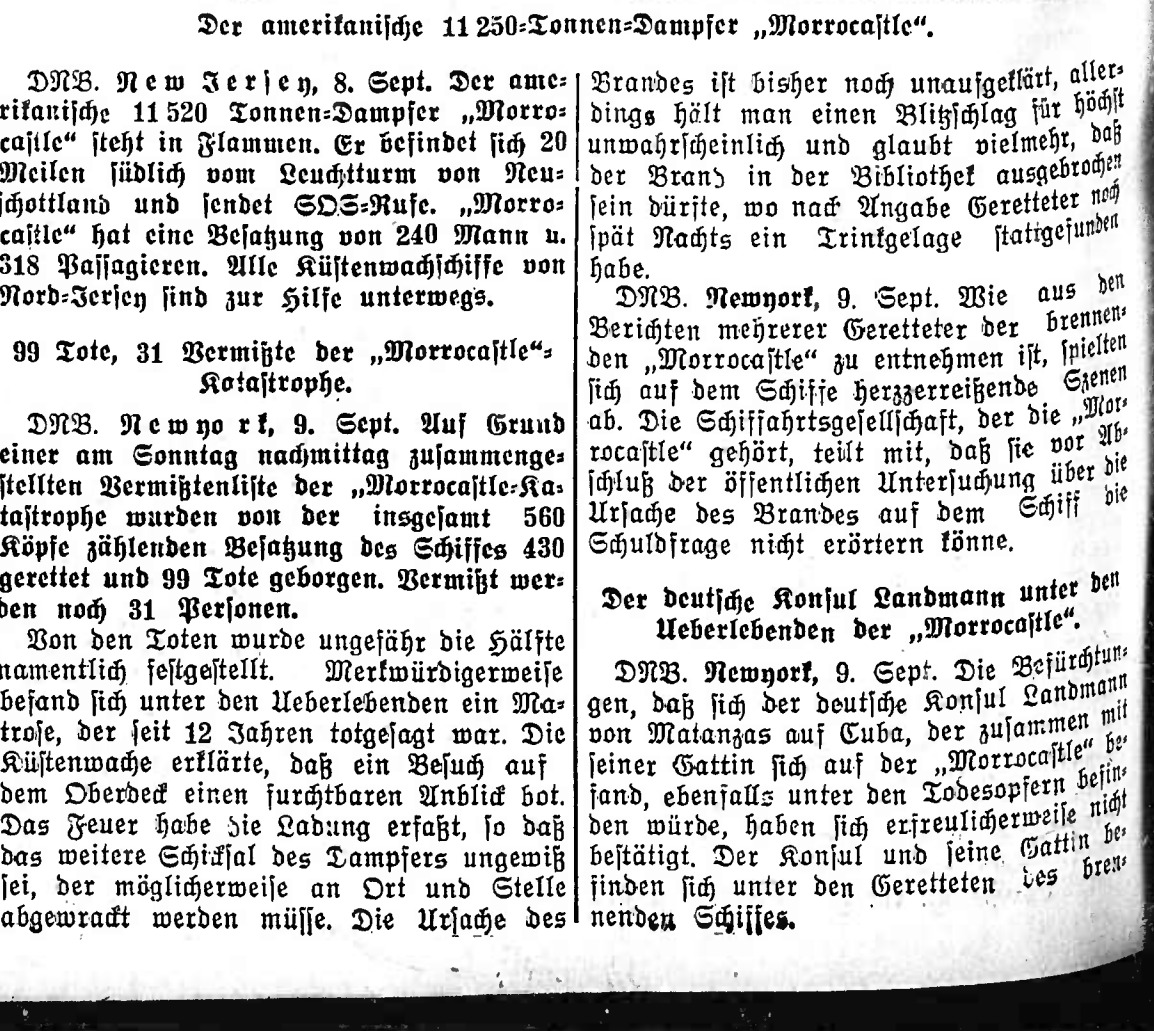 Der amerikanische 11 250-Tonnen-Dampfer „Morrocastle“.
DNB. New Jersey, 8. Sept. Der ame-
rikanische 11 520 Tonnen-Dampfer „Morro-
castle“ steht in Flammen. Er befindet sich 20
Meilen südlich vom Leuchtturm von Neu-
schottland und sendet SOS-Rufe. „Morro-
castle“ hat eine Besatzung von 240 Mann u.
318 Passagieren. Alle Küstenwachschiffe von
Nord-Jersey sind zur Hilfe unterwegs.
99 Tote, 31 Vermißte der „Morrocastle“-
Katastrophe.
DNB. Newyork, 9. Sept. Auf Grund
einer am Sonntag nachmittag zusammenge-
stellten Vermißtenliste der „Morrocastle-Ka-
tastrophe wurden von der insgesamt 560
Köpfe zählenden Besatzung des Schiffes 430
gerettet und 99 Tote geborgen. Vermißt wer-
den noch 31 Personen.
Von den Toten wurde ungefähr die Hälfte
namentlich festgestellt. Merkwürdigerweise
befand sich unter den Ueberlebenden ein Ma-
trose, der seit 12 Jahren totgesagt war. Die
Küstenwache erklärte, daß ein Besuch auf
dem Oberdeck einen furchtbaren Anblick bot.
Das Feuer habe die Ladung erfaßt, so daß
das weitere Schicksal des Dampfers ungewiß
sei, der möglicherweise an Ort und Stelle
abgewrackt werden müsse. Die Ursache des
Brandes ist bisher noch unaufgeklärt, aller-
dings hält man einen Blitzschlag für höchst
unwahrscheinlich und glaubt vielmehr, daß
der Brand in der Bibliothek ausgebrochen
sein dürfte, wo nach Angabe Geretteter noch
spät Nachts ein Trinkgelage stattgefunden
habe.
DNB. Newyork, 9. Sept. Wie aus den
Berichten mehrerer Geretteter der brennen-
den „Morrocastle“ zu entnehmen ist, spielten
sich auf dem Schiffe herzzerreißende Szenen
ab. Die Schiffahrtsgesellschaft, der die „Mor-
rocastle“ gehört, teilt mit, daß sie vor Ab-
schluß der öffentlichen Untersuchung über die
Ursache des Brandes auf dem Schiff die
Schuldfrage nicht erörtern könne.
Der deutsche Konsul Landmann unter den
Ueberlebenden der „Morrocastle“.
DNB. Newyork, 9. Sept. Die Befürchtun-
gen, daß sich der deutsche Konsul Landmann
von Matanzas auf Cuba, der zusammen mit
seiner Gattin sich auf der „Morrocastle“ be-
fand, ebenfalls unter den Todesopfern befin-
den würde, haben sich erfreulicherweise nicht
bestätigt. Der Konsul und seine Gattin be-
finden sich unter den Geretteten des bren-
nenden Schiffes.